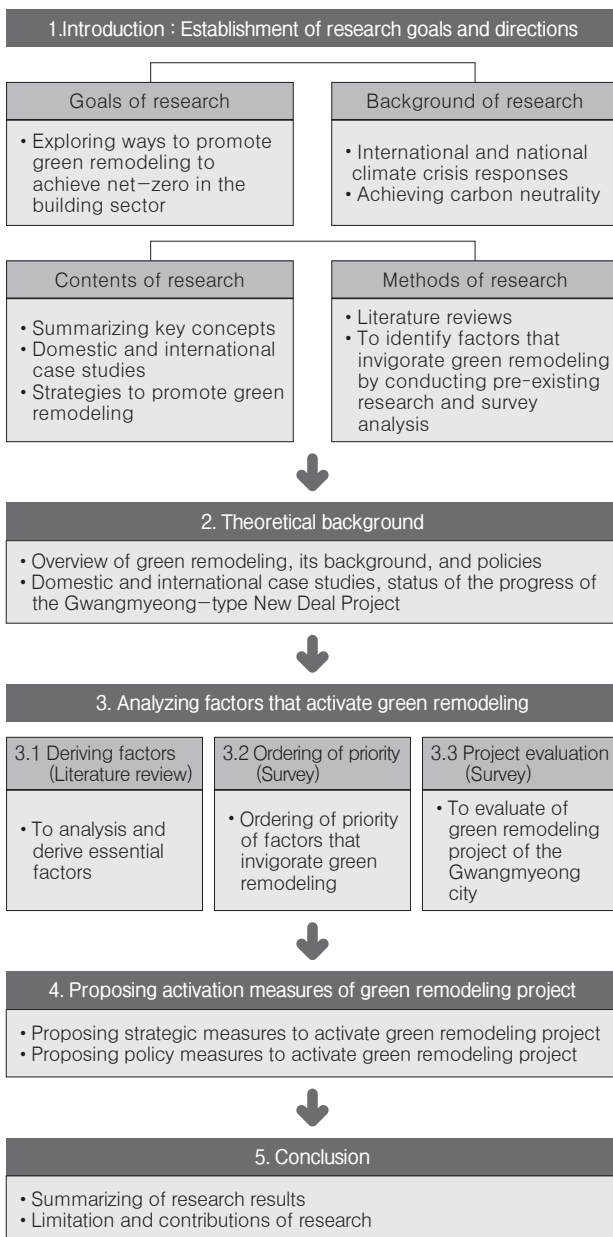 1.Introduction : Establishment of research goals and directions
Goals of research
• Exploring ways to promote
green remodeling to
achieve net-zero in the
building sector
Background of research
• International and national
climate crisis responses
• Achieving carbon neutrality
Contents of research
• Summarizing key concepts
• Domestic and international
case studies
• Strategies to promote green
remodeling
Methods of research
• Literature reviews
• To identify factors that
invigorate green remodeling
by conducting pre-existing
research and survey
analysis
2. Theoretical background
• Overview of green remodeling, its background, and policies
• Domestic and international case studies, status of the progress of
the Gwangmyeong-type New Deal Project
3. Analyzing factors that activate green remodeling
3.1 Deriving factors
(Literature review)
• To analysis and
derive essential
factors
3.2 Ordering of priority
(Survey)
• Ordering of priority
of factors that
invigorate green
remodeling
3.3 Project evaluation
(Survey)
• To evaluate of
green remodeling
project of the
Gwangmyeong
city
4. Proposing activation measures of green remodeling project
• Proposing strategic measures to activate green remodeling project
• Proposing policy measures to activate green remodeling project
5. Conclusion
• Summarizing of research results
• Limitation and contributions of research